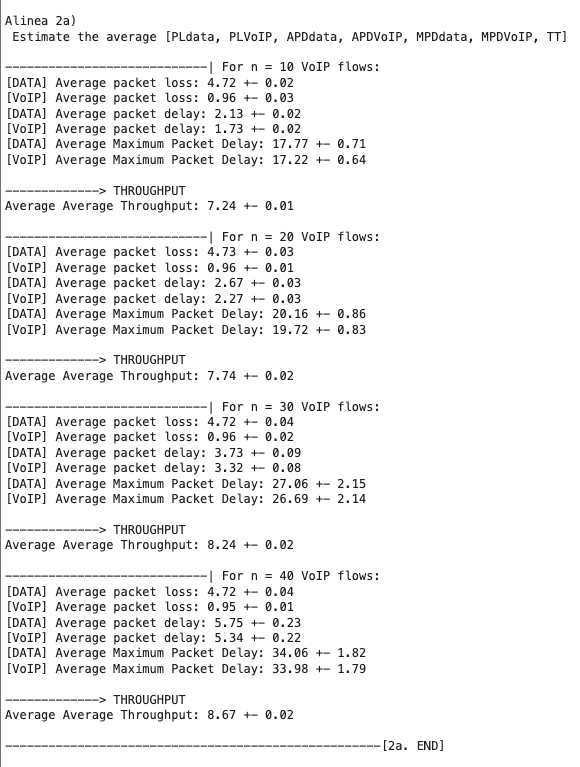 Alinea 2a)
Estimate the average [PLdata, PLVoIP, APDdata, APDVoIP, MPDdata, MPDVoIP, TT]
----------------------------| For n = 10 VoIP flows:
[DATA] Average packet loss: 4.72 +- 0.02
[VoIP] Average packet loss: 0.96 +- 0.03
[DATA] Average packet delay: 2.13 +- 0.02
[VoIP] Average packet delay: 1.73 +- 0.02
[DATA] Average Maximum Packet Delay: 17.77 +- 0.71
[VoIP] Average Maximum Packet Delay: 17.22 +- 0.64
-------------> THROUGHPUT
Average Average Throughput: 7.24 +- 0.01
----------------------------| For n = 20 VoIP flows:
[DATA] Average packet loss: 4.73 +- 0.03
[VoIP] Average packet loss: 0.96 +- 0.01
[DATA] Average packet delay: 2.67 +- 0.03
[VoIP] Average packet delay: 2.27 +- 0.03
[DATA] Average Maximum Packet Delay: 20.16 +- 0.86
[VoIP] Average Maximum Packet Delay: 19.72 +- 0.83
-------------> THROUGHPUT
Average Average Throughput: 7.74 +- 0.02
----------------------------| For n = 30 VoIP flows:
[DATA] Average packet loss: 4.72 +- 0.04
[VoIP] Average packet loss: 0.96 +- 0.02
[DATA] Average packet delay: 3.73 +- 0.09
[VoIP] Average packet delay: 3.32 +- 0.08
[DATA] Average Maximum Packet Delay: 27.06 +- 2.15
[VoIP] Average Maximum Packet Delay: 26.69 +- 2.14
-------------> THROUGHPUT
Average Average Throughput: 8.24 +- 0.02
----------------------------| For n = 40 VoIP flows:
[DATA] Average packet loss: 4.72 +- 0.04
[VoIP] Average packet loss: 0.95 +- 0.01
[DATA] Average packet delay: 5.75 +- 0.23
[VoIP] Average packet delay: 5.34 +- 0.22
[DATA] Average Maximum Packet Delay: 34.06 +- 1.82
[VoIP] Average Maximum Packet Delay: 33.98 +- 1.79
-------------> THROUGHPUT
Average Average Throughput: 8.67 +- 0.02
----------------------------------------------------[2a. END]